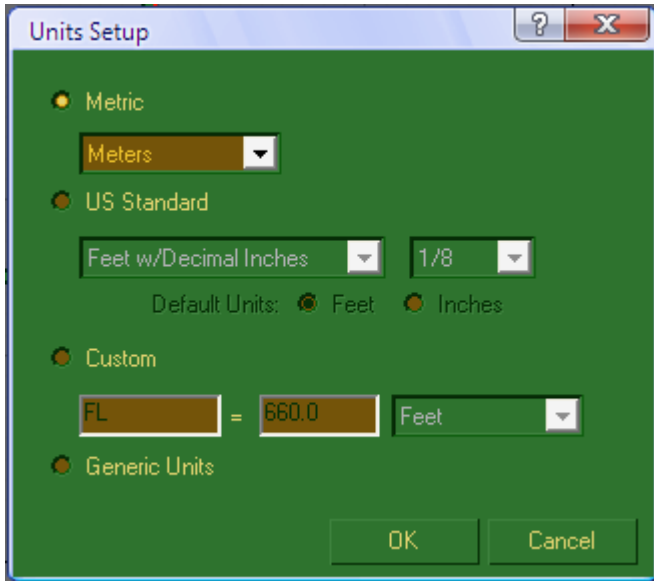 Units Setup
?
X
Metric
Meters
US Standard
Feet w/Decimal Inches 1/8
Default Units: Feet Inches
Custom
FL = 660.0 Feet
Generic Units
OK Cancel